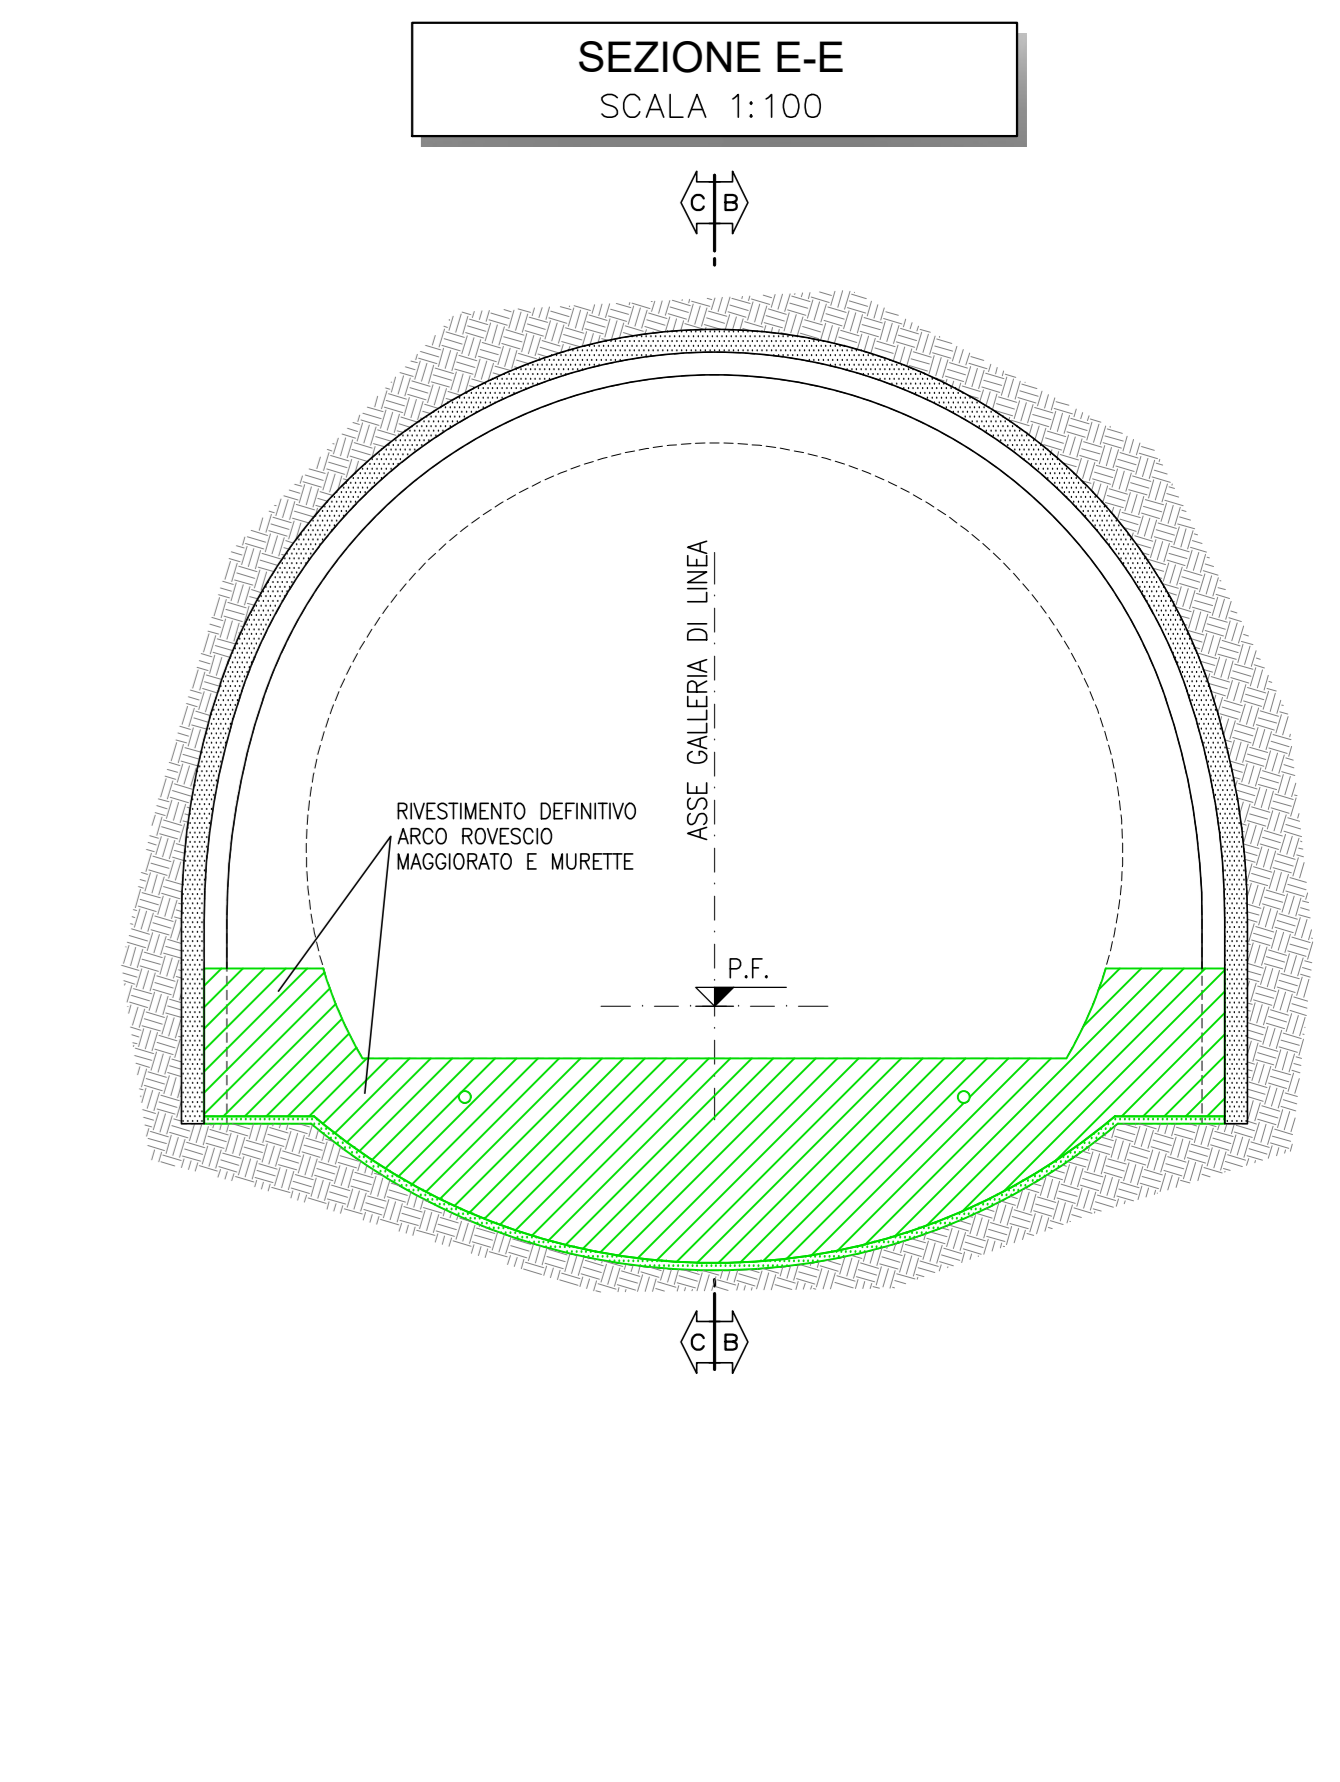 SEZIONE E-E
SCALA 1:100
C B
ASSE GALLERIA DI LINEA
RIVESTIMENTO DEFINITIVO
ARCO ROVESCIO
MAGGIORATO E MURETTE
P.F.
C B